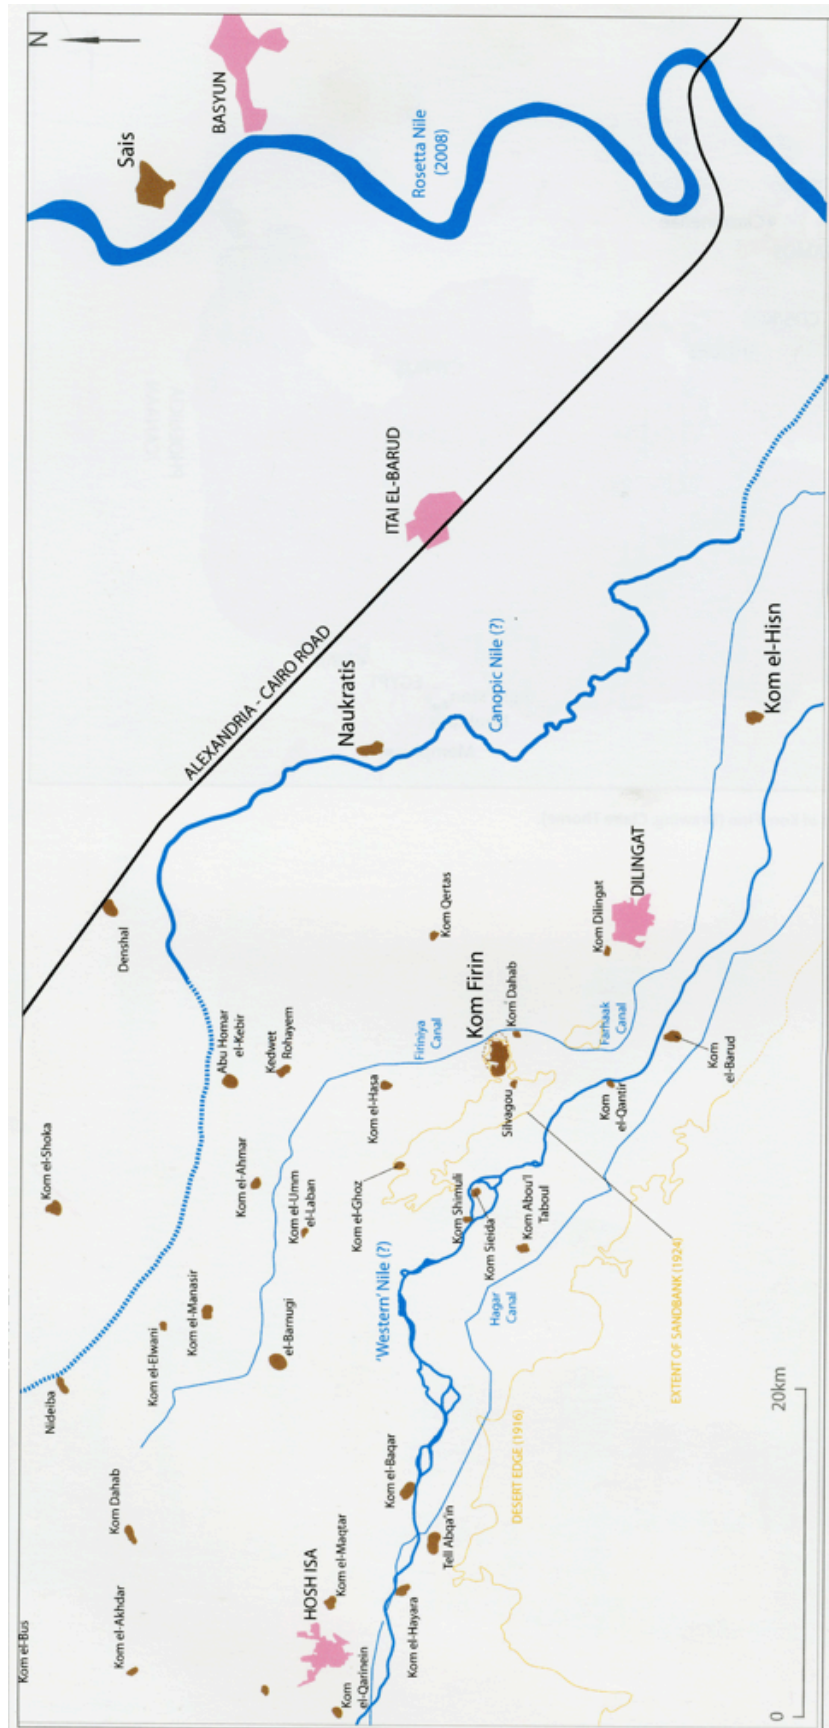 N
BASYUN
Sais
Rosetta Nile
(2008)
ITAI EL-BARUD
ALEXANDRIA - CAIRO ROAD
Naukratis
Canopic Nile (?)
Kom el-Hisn
Denshal
Kom Qertas
DILINGAT
Kom Dilingat
Kom Firin
Kom Dahab
Firiniya
Canal
Farhaak
Canal
Abu Homar
el-Kebir
Kedwet
Rohayem
Kom el-Hasa
Silvagou
Kom
el-Qantir
Kom
el-Barud
Kom el-Shoka
Kom el-Ahmar
Kom el-Umm
el-Laban
Kom el-Ghoz
Kom Shimuli
Kom Sieida
Kom Abou'l
Taboul
'Western' Nile (?)
Hagar
Canal
EXTENT OF SANDBANK (1924)
Kom el-Manasir
Kom el-Elwani
el-Barnugi
Nideiba
Kom el-Baqar
DESERT EDGE (1916)
Tell Abqa'in
Kom Dahab
Kom el-Maqtar
HOSH ISA
Kom el-Hayara
Kom el-Akhdar
Kom el-Bus
Kom
el-Qarinein
0
20km